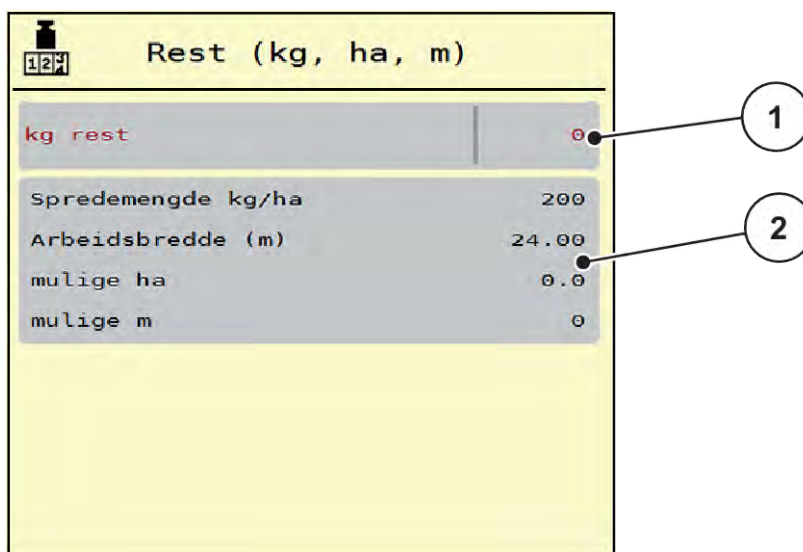 123
Rest (kg, ha, m)
kg rest 0
1
Spredemengde kg/ha 200
Arbeidsbredde (m) 24.00
2
mulige ha 0.0
mulige m 0